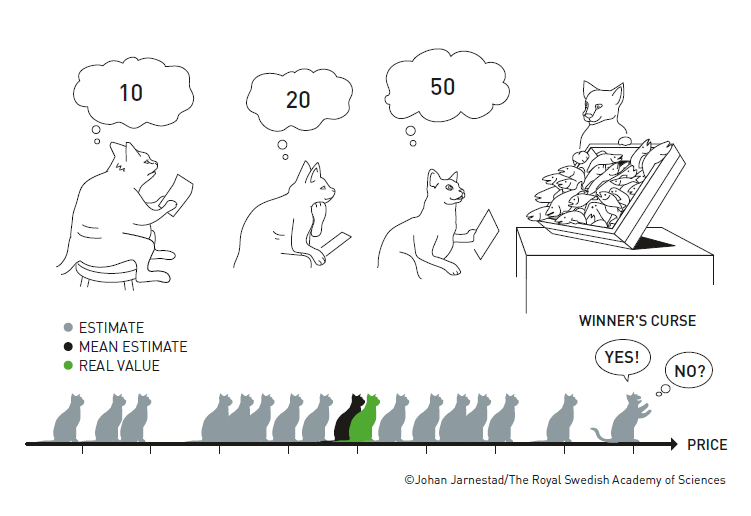 10
20
50
ESTIMATE
MEAN ESTIMATE
REAL VALUE
WINNER'S CURSE
YES!
NO?
PRICE
©Johan Jarnestad/The Royal Swedish Academy of Sciences